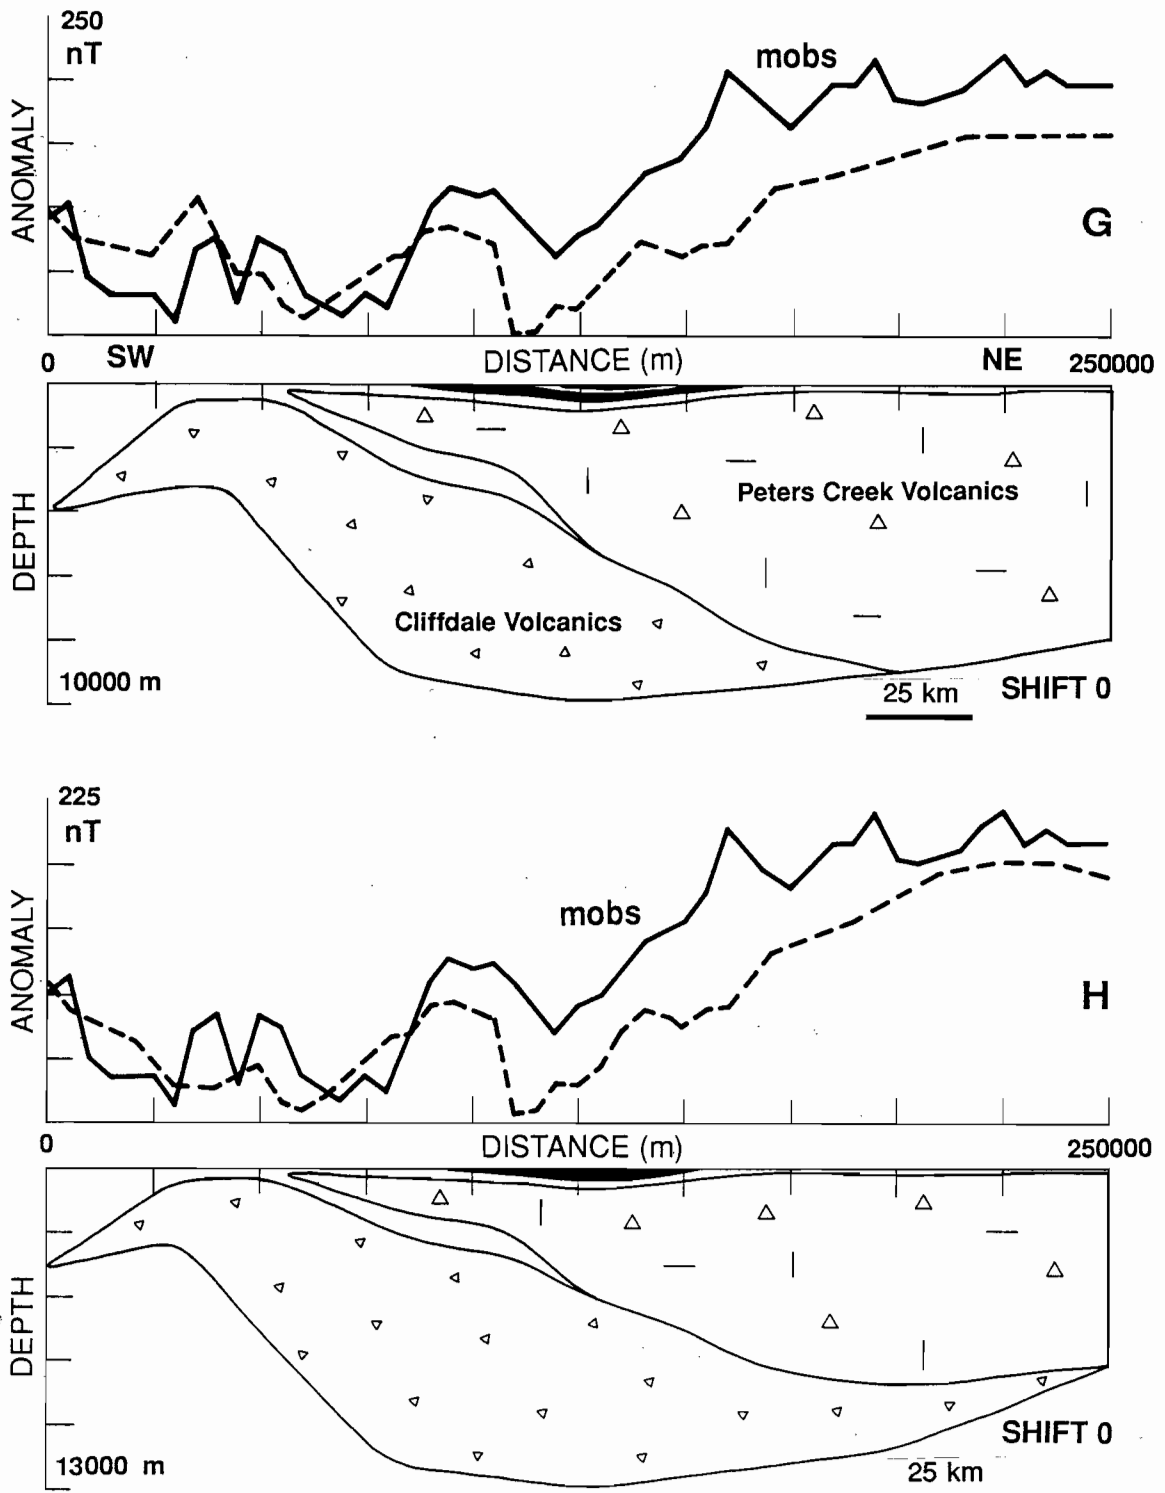 250
nT
mobs
ANOMALY
G
0 SW DISTANCE (m) NE 250000
Peters Creek Volcanics
DEPTH
Cliffdale Volcanics
10000 m
25 km
SHIFT 0
225
nT
mobs
ANOMALY
H
0 DISTANCE (m) 250000
DEPTH
SHIFT 0
13000 m
25 km